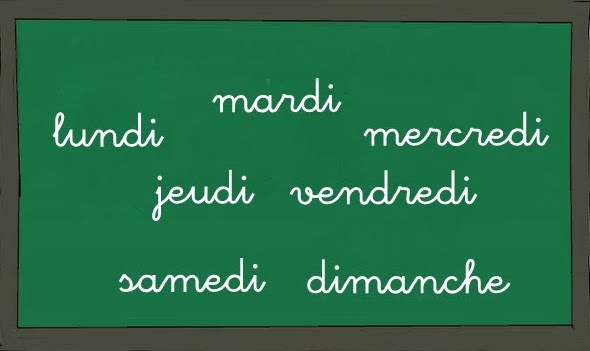 lundi
mardi
mercredi
jeudi vendredi
samedi dimanche